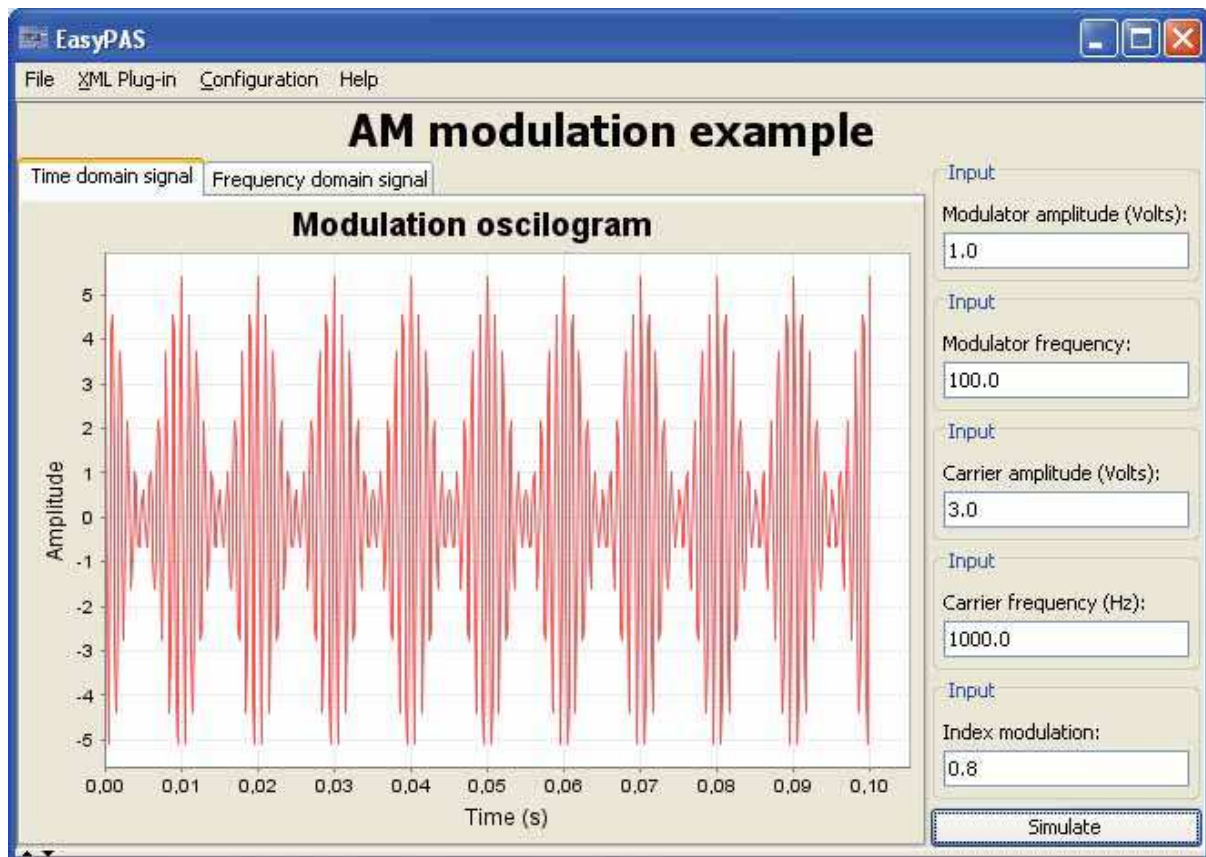 EasyPAS
File XML Plug-in Configuration Help
AM modulation example
Time domain signal Frequency domain signal
Modulation oscilogram
Amplitude
5
4
3
2
1
0
-1
-2
-3
-4
-5
0,00 0,01 0,02 0,03 0,04 0,05 0,06 0,07 0,08 0,09 0,10
Time (s)
Input
Modulator amplitude (Volts):
1.0
Input
Modulator frequency:
100.0
Input
Carrier amplitude (Volts):
3.0
Input
Carrier frequency (Hz):
1000.0
Input
Index modulation:
0.8
Simulate